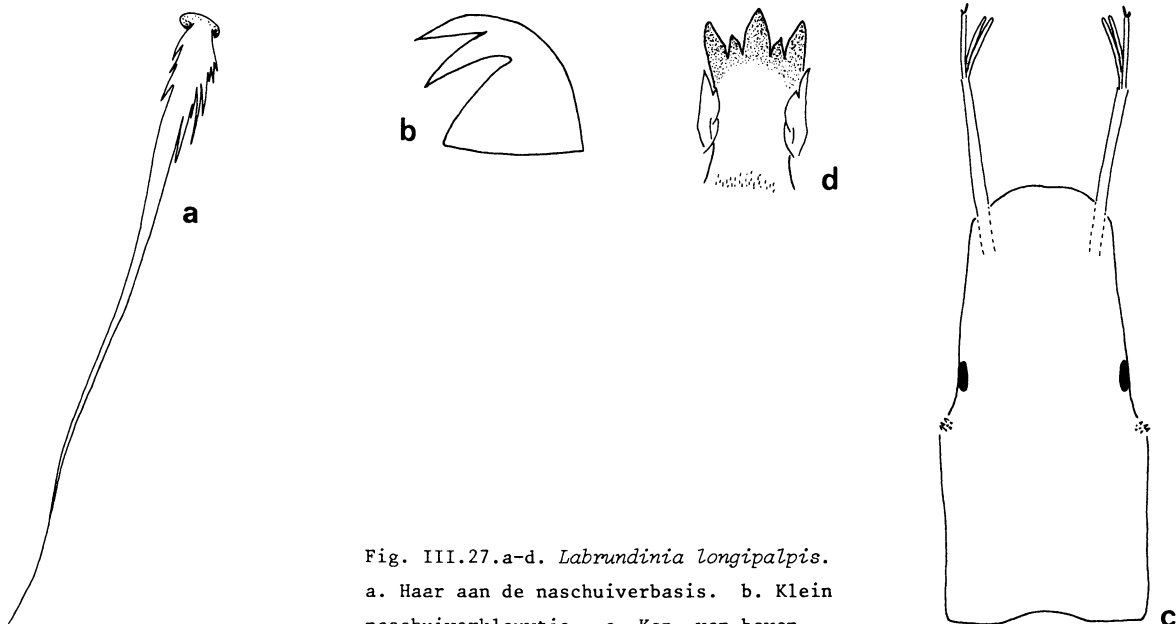 a
b
d
c
Fig. III.27.a-d. Labrundinia longipalpis.
a. Haar aan de naschuiverbasis. b. Klein
naschuiverklauwtje. c. Kop, van boven